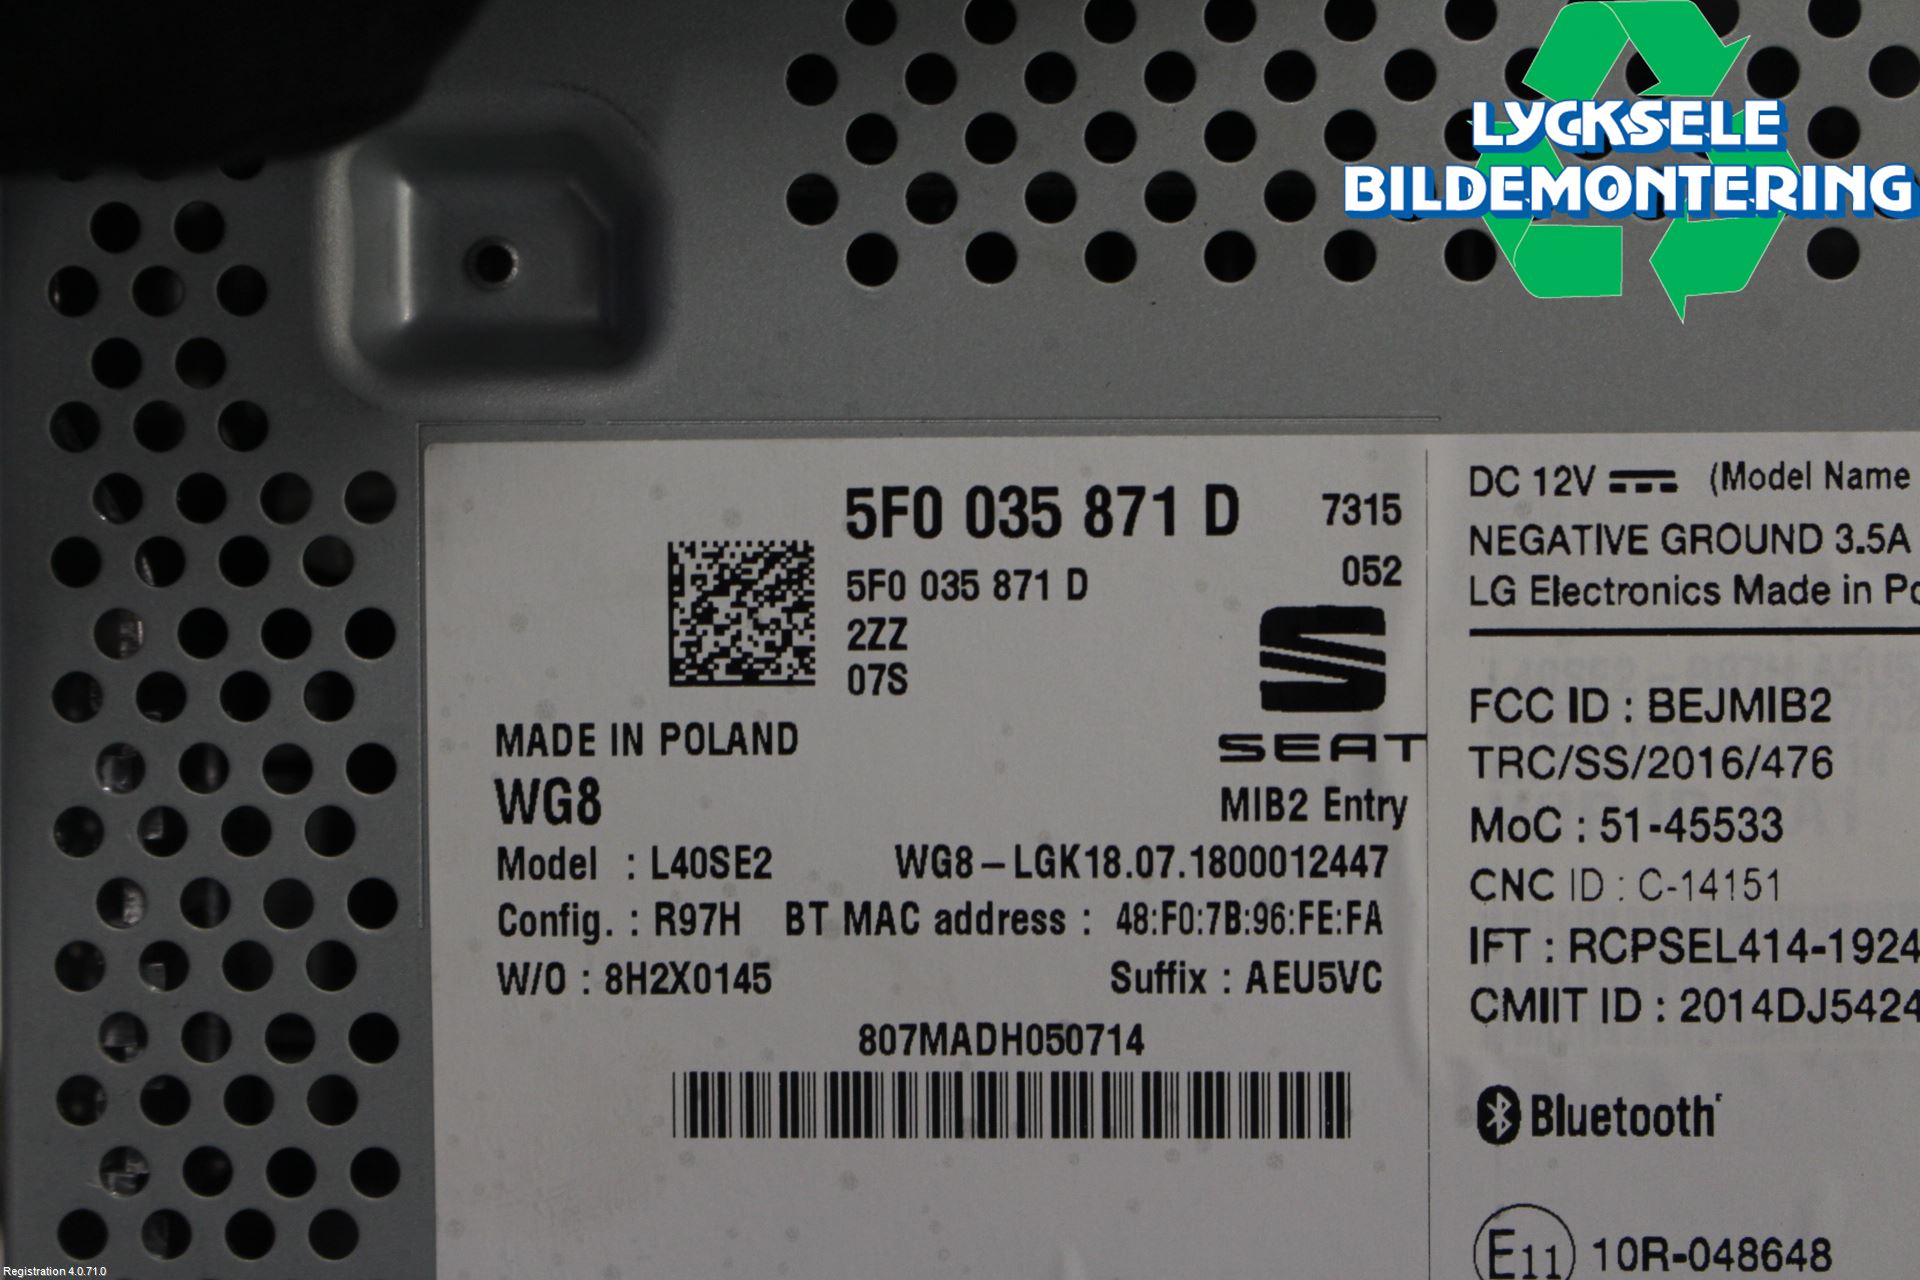 LYCKSELE
BILDEMONTERING
5F0 035 871 D 7315
5F0 035 871 D 052
2ZZ
07S
SEAT
MADE IN POLAND
WG8
MIB2 Entry
Model : L40SE2 WG8-LGK18.07.1800012447
Config. : R97H BT MAC address : 48:F0:7B:96:FE:FA
W/O : 8H2X0145 Suffix : AEU5VC
807MADH050714
DC 12V (Model Name
NEGATIVE GROUND 3.5A
LG Electronics Made in
FCC ID : BEJMIB2
TRC/SS/2016/476
MoC : 51-45533
CNC ID : C-14151
IFT : RCPSEL414-1924
CMIIT ID : 2014DJ5424
Bluetooth
E11 10R-048648
Registration 4.0.71.0